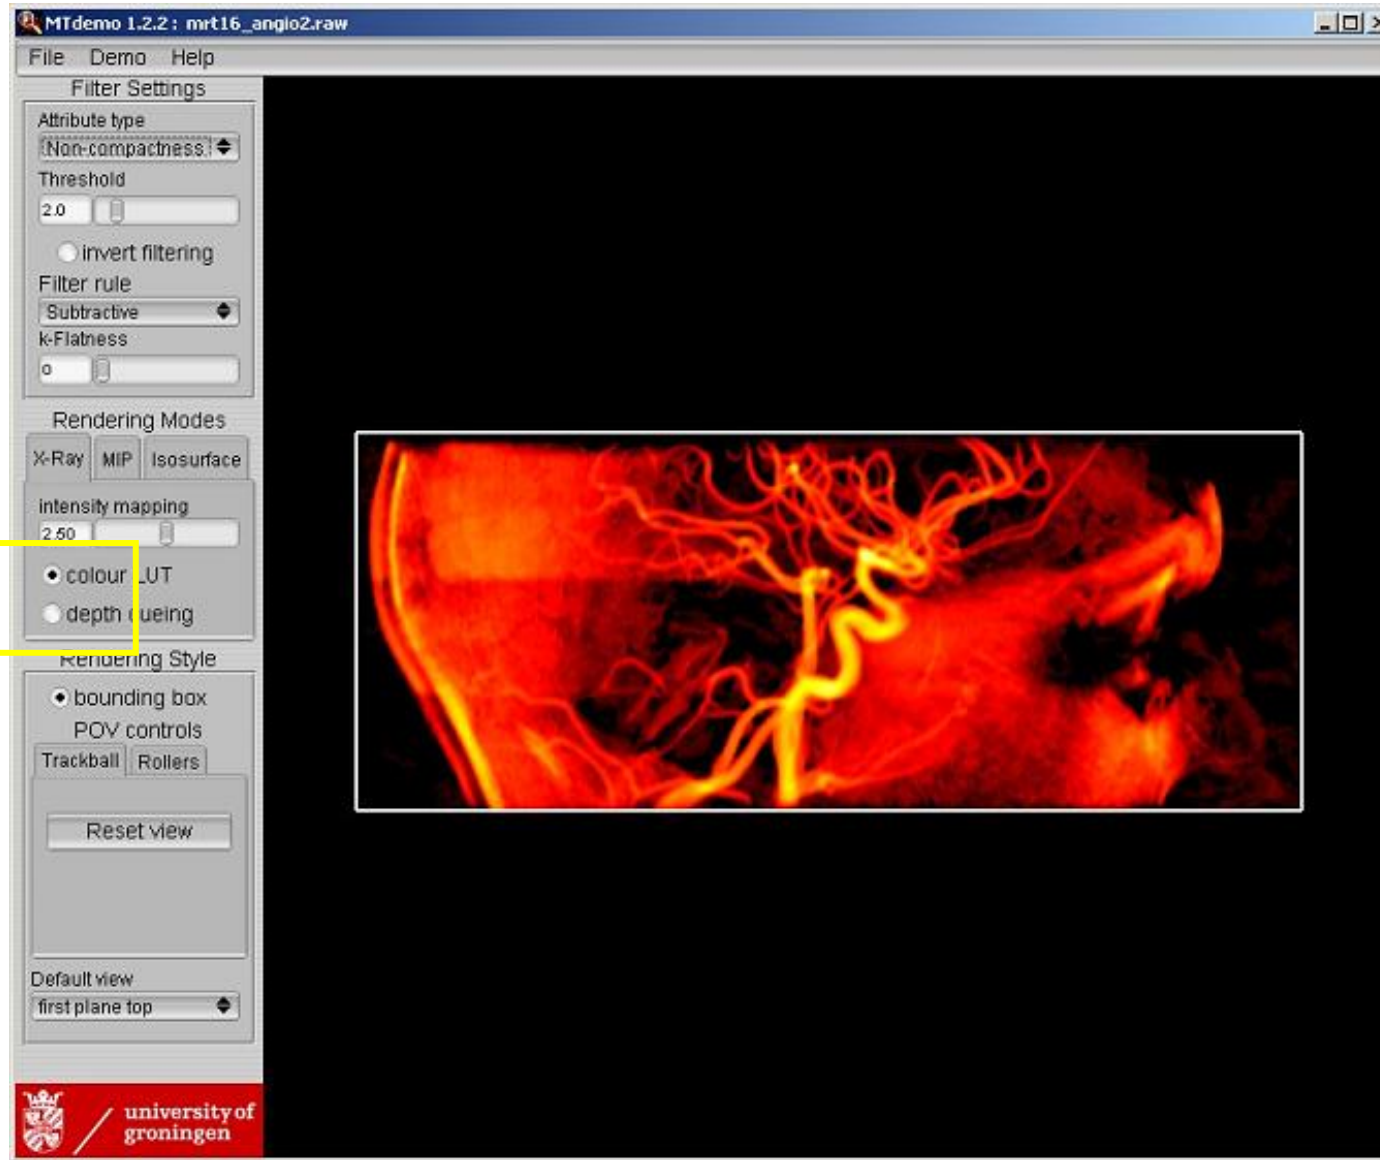 MTdemo 1.2.2 : mrt16_angio2.raw
File Demo Help
Filter Settings
Attribute type
Non-compactness
Threshold
2.0
invert filtering
Filter rule
Subtractive
k-Flatness
0
Rendering Modes
X-Ray MIP Isosurface
intensity mapping
2.50
colour LUT
depth cueing
Rendering Style
bounding box
POV controls
Trackball Rollers
Reset view
Default view
first plane top
university of
groningen